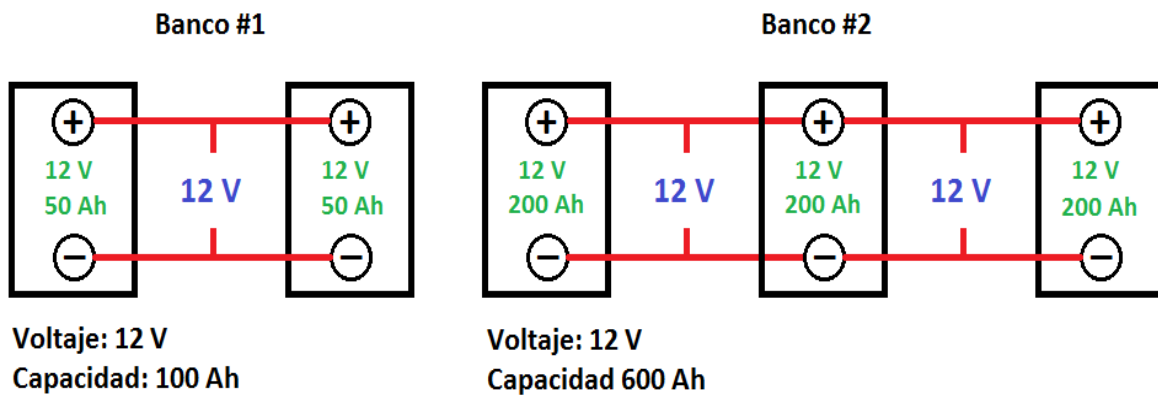 Banco #1
+ +
12 V
50 Ah
12 V
12 V
50 Ah
− −
Voltaje: 12 V
Capacidad: 100 Ah
Banco #2
+ + +
12 V
200 Ah
12 V
12 V
200 Ah
12 V
12 V
200 Ah
− − −
Voltaje: 12 V
Capacidad 600 Ah